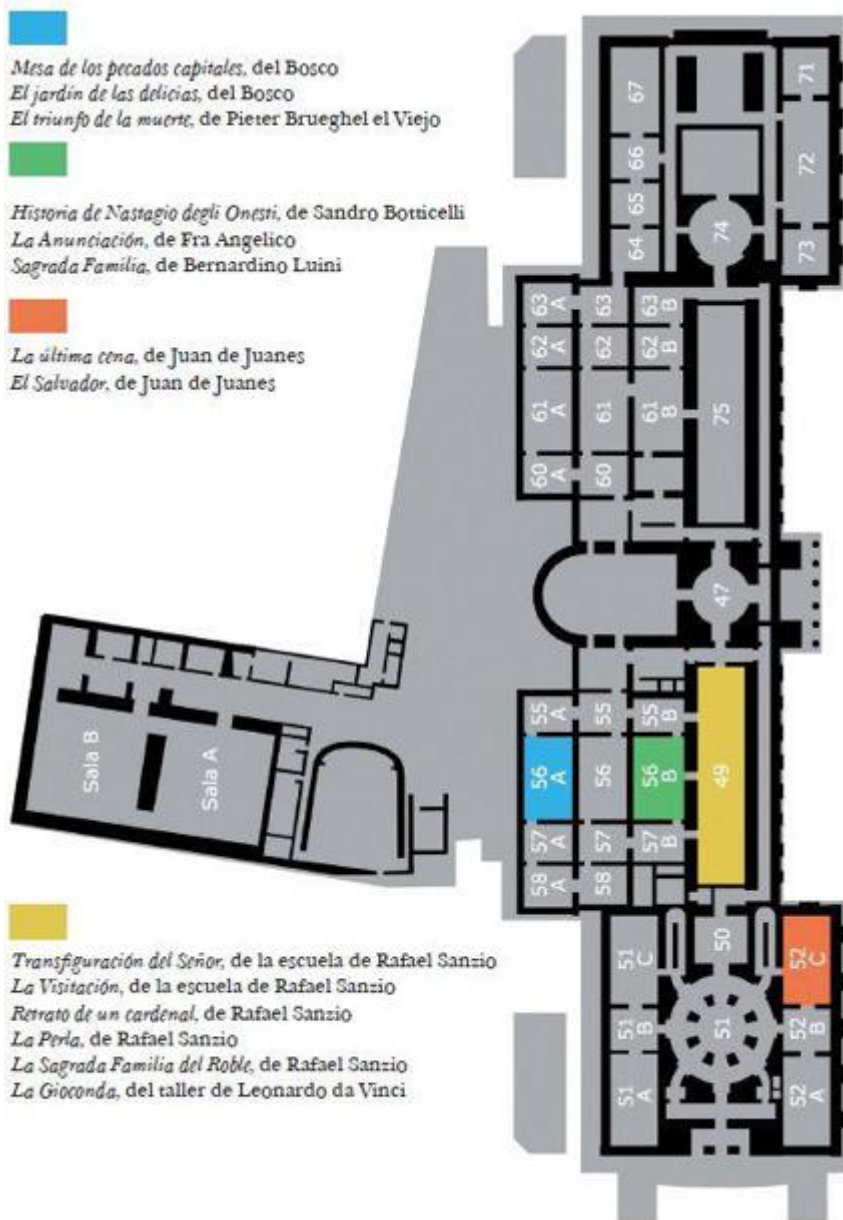 Mesa de los pecados capitales, del Bosco
El jardín de las delicias, del Bosco
El triunfo de la muerte, de Pieter Brueghel el Viejo
Historia de Nastagio degli Onesti, de Sandro Botticelli
La Anunciación, de Fra Angelico
Sagrada Familia, de Bernardino Luini
La última cena, de Juan de Juanes
El Salvador, de Juan de Juanes
67
66
65
64
71
72
73
74
63 A
63
63 B
62 A
62
62 B
61 A
61
61 B
60 A
60
75
47
Sala B
Sala A
55 A
55
55 B
56 A
56
56 B
57 A
57
57 B
58 A
58
49
50
51 C
51 B
51 A
51
52 C
52 B
52 A
Transfiguración del Señor, de la escuela de Rafael Sanzio
La Visitación, de la escuela de Rafael Sanzio
Retrato de un cardenal, de Rafael Sanzio
La Perla, de Rafael Sanzio
La Sagrada Familia del Roble, de Rafael Sanzio
La Gioconda, del taller de Leonardo da Vinci